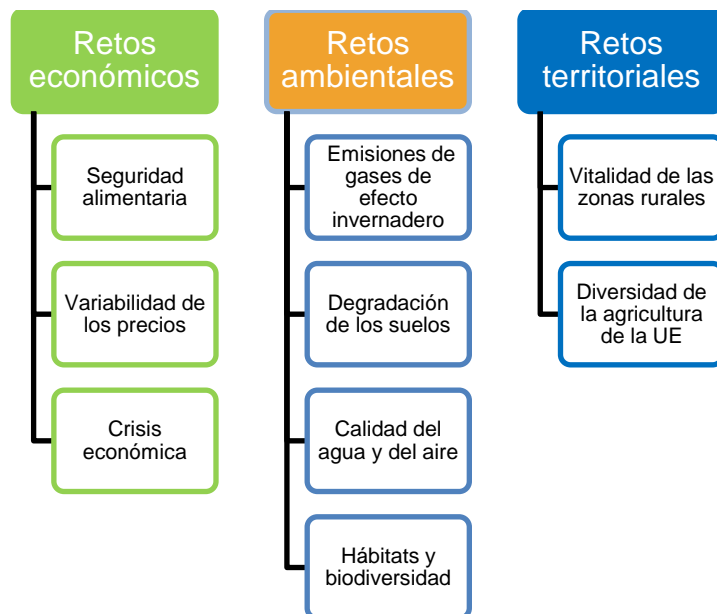 Retos
económicos
Seguridad
alimentaria
Variabilidad de
los precios
Crisis
económica
Retos
ambientales
Emisiones de
gases de
efecto
invernadero
Degradación
de los suelos
Calidad del
agua y del aire
Hábitats y
biodiversidad
Retos
territoriales
Vitalidad de las
zonas rurales
Diversidad de
la agricultura
de la UE